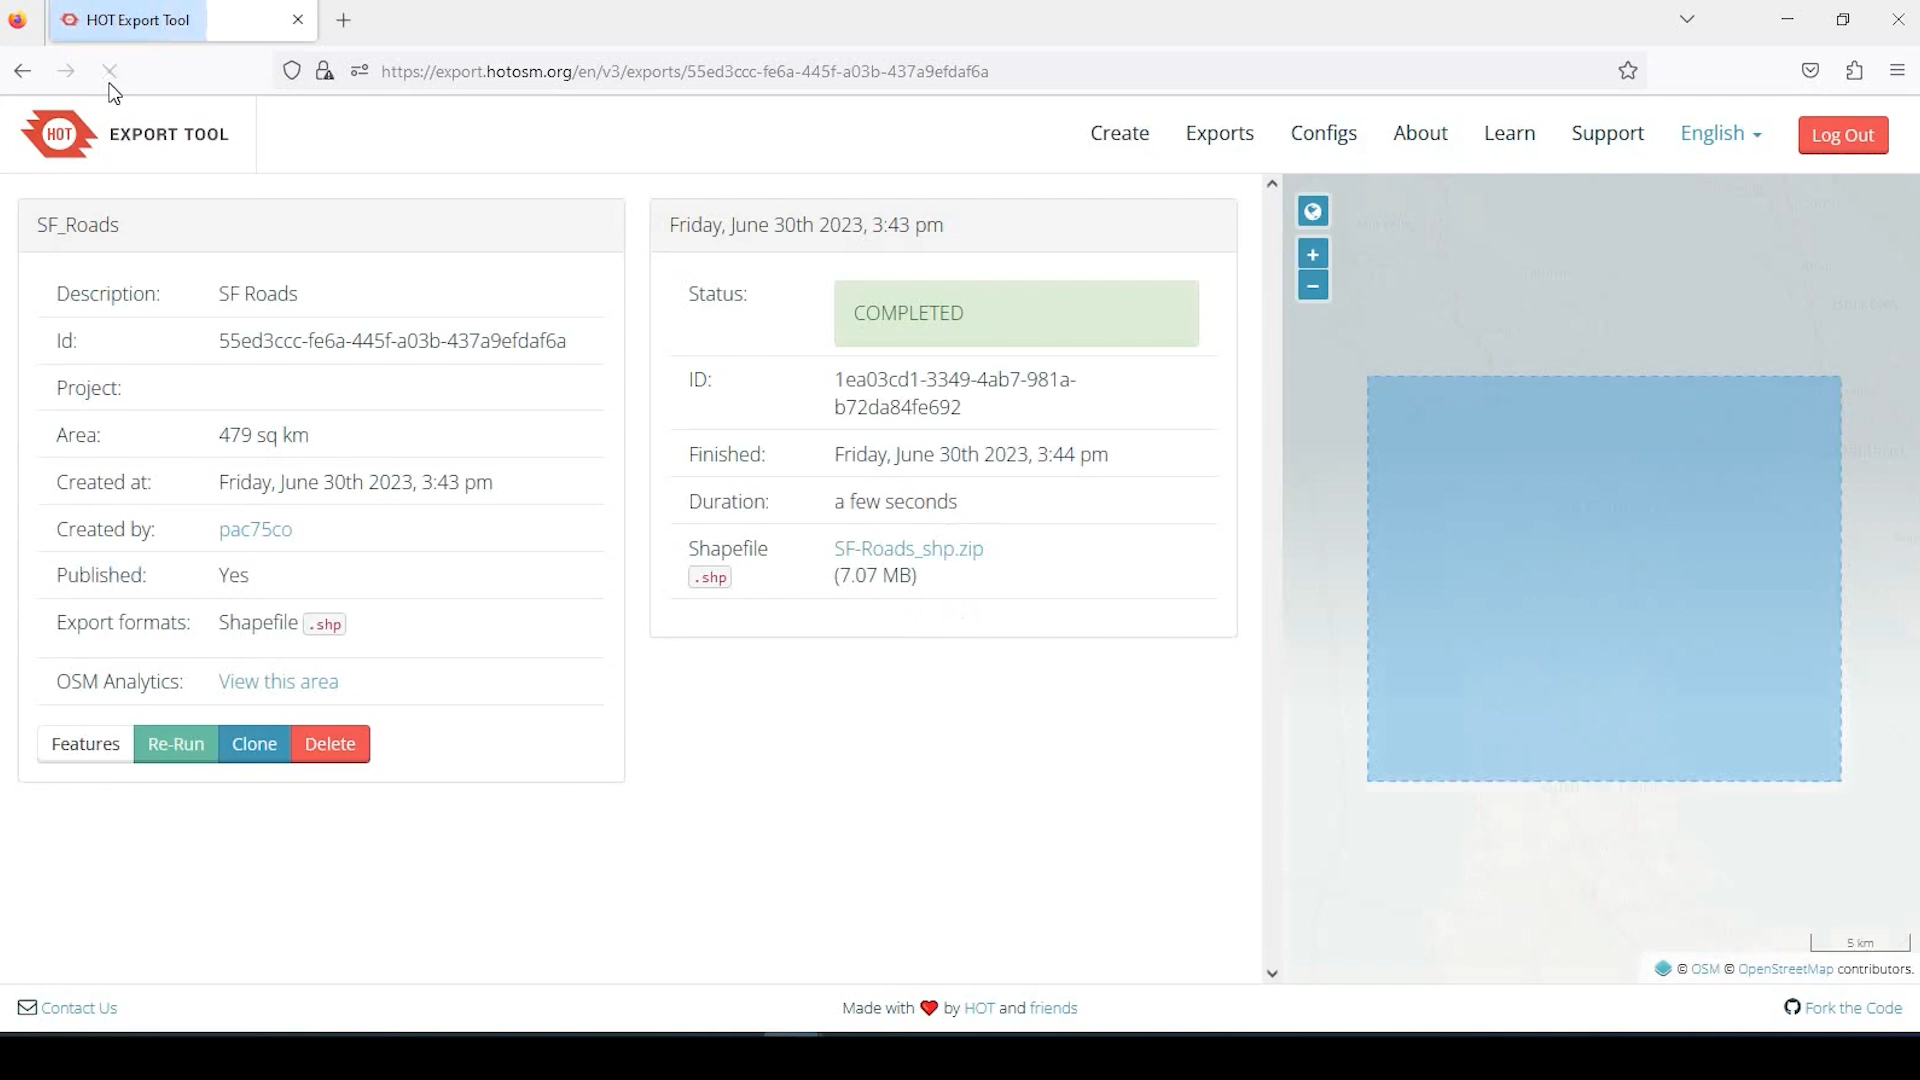 HOT Export Tool
https://export.hotosm.org/en/v3/exports/55ed3ccc-fe6a-445f-a03b-437a9efdaf6a
HOT EXPORT TOOL
Create Exports Configs About Learn Support English Log Out
SF_Roads
Description: SF Roads
Id: 55ed3ccc-fe6a-445f-a03b-437a9efdaf6a
Project:
Area: 479 sq km
Created at: Friday, June 30th 2023, 3:43 pm
Created by: pac75co
Published: Yes
Export formats: Shapefile .shp
OSM Analytics: View this area
Features Re-Run Clone Delete
Friday, June 30th 2023, 3:43 pm
Status: COMPLETED
ID: 1ea03cd1-3349-4ab7-981a-
b72da84fe692
Finished: Friday, June 30th 2023, 3:44 pm
Duration: a few seconds
Shapefile SF-Roads_shp.zip
.shp (7.07 MB)
+
−
5 km
© OSM © OpenStreetMap contributors.
Contact Us
Made with ❤ by HOT and friends
Fork the Code